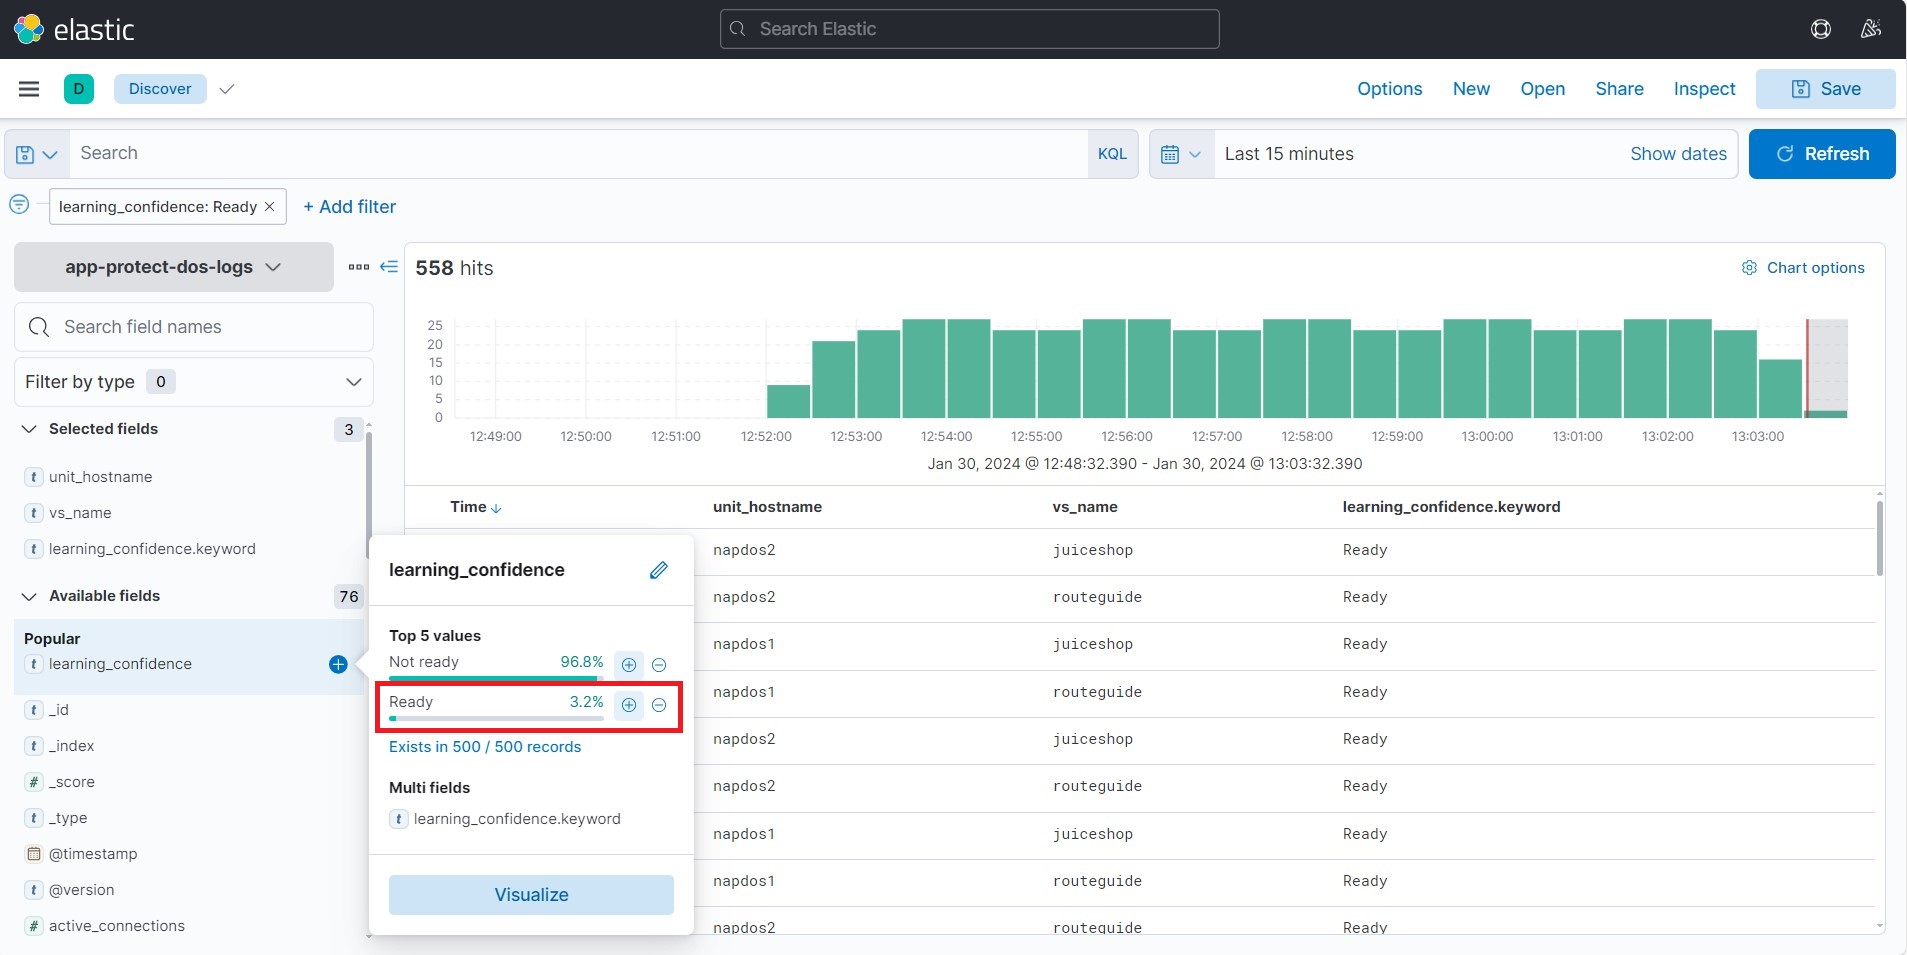 elastic
Search Elastic
D Discover
Options New Open Share Inspect Save
Search KQL Last 15 minutes Show dates Refresh
learning_confidence: Ready × + Add filter
app-protect-dos-logs
Search field names
Filter by type 0
Selected fields 3
t unit_hostname
t vs_name
t learning_confidence.keyword
Available fields 76
Popular
t learning_confidence
t _id
t _index
# _score
t _type
@timestamp
t @version
# active_connections
learning_confidence
Top 5 values
Not ready 96.8%
Ready 3.2%
Exists in 500 / 500 records
Multi fields
t learning_confidence.keyword
Visualize
558 hits
Chart options
25
20
15
10
5
0
12:49:00 12:50:00 12:51:00 12:52:00 12:53:00 12:54:00 12:55:00 12:56:00 12:57:00 12:58:00 12:59:00 13:00:00 13:01:00 13:02:00 13:03:00
Jan 30, 2024 @ 12:48:32.390 - Jan 30, 2024 @ 13:03:32.390
Time unit_hostname vs_name learning_confidence.keyword
napdos2 juiceshop Ready
napdos2 routeguide Ready
napdos1 juiceshop Ready
napdos1 routeguide Ready
napdos2 juiceshop Ready
napdos2 routeguide Ready
napdos1 juiceshop Ready
napdos1 routeguide Ready
napdos2 routeguide Ready